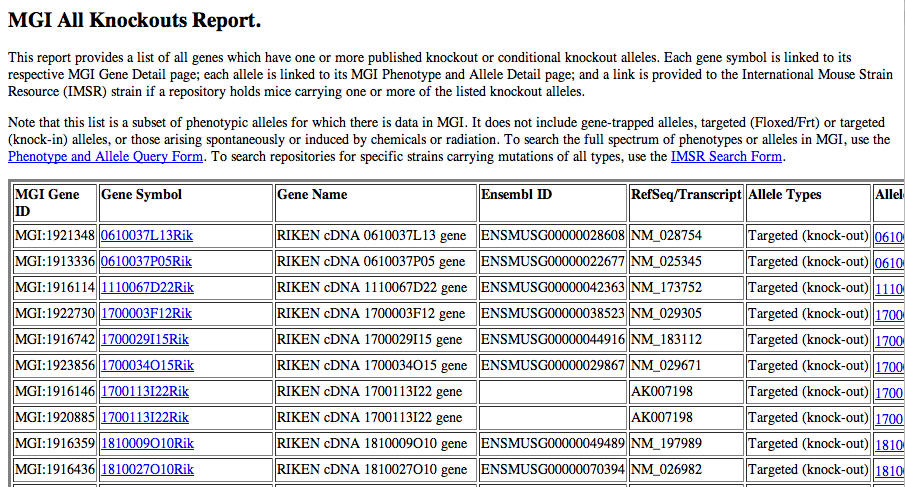 MGI All Knockouts Report.
This report provides a list of all genes which have one or more published knockout or conditional knockout alleles. Each gene symbol is linked to its
respective MGI Gene Detail page; each allele is linked to its MGI Phenotype and Allele Detail page; and a link is provided to the International Mouse Strain
Resource (IMSR) strain if a repository holds mice carrying one or more of the listed knockout alleles.
Note that this list is a subset of phenotypic alleles for which there is data in MGI. It does not include gene-trapped alleles, targeted (Floxed/Frt) or targeted
(knock-in) alleles, or those arising spontaneously or induced by chemicals or radiation. To search the full spectrum of phenotypes or alleles in MGI, use the
Phenotype and Allele Query Form. To search repositories for specific strains carrying mutations of all types, use the IMSR Search Form.
MGI Gene ID Gene Symbol Gene Name Ensembl ID RefSeq/Transcript Allele Types Allel
MGI:1921348 0610037L13Rik RIKEN cDNA 0610037L13 gene ENSMUSG00000028608 NM_028754 Targeted (knock-out) 0610
MGI:1913336 0610037P05Rik RIKEN cDNA 0610037P05 gene ENSMUSG00000022677 NM_025345 Targeted (knock-out) 0610
MGI:1916114 1110067D22Rik RIKEN cDNA 1110067D22 gene ENSMUSG00000042363 NM_173752 Targeted (knock-out) 1110
MGI:1922730 1700003F12Rik RIKEN cDNA 1700003F12 gene ENSMUSG00000038523 NM_029305 Targeted (knock-out) 1700
MGI:1916742 1700029I15Rik RIKEN cDNA 1700029I15 gene ENSMUSG00000044916 NM_183112 Targeted (knock-out) 1700
MGI:1923856 1700034O15Rik RIKEN cDNA 1700034O15 gene ENSMUSG00000029867 NM_029671 Targeted (knock-out) 1700
MGI:1916146 1700113I22Rik RIKEN cDNA 1700113I22 gene AK007198 Targeted (knock-out) 1700
MGI:1920885 1700113I22Rik RIKEN cDNA 1700113I22 gene AK007198 Targeted (knock-out) 1700
MGI:1916359 1810009O10Rik RIKEN cDNA 1810009O10 gene ENSMUSG00000049489 NM_197989 Targeted (knock-out) 1810
MGI:1916436 1810027O10Rik RIKEN cDNA 1810027O10 gene ENSMUSG00000070394 NM_026982 Targeted (knock-out) 1810